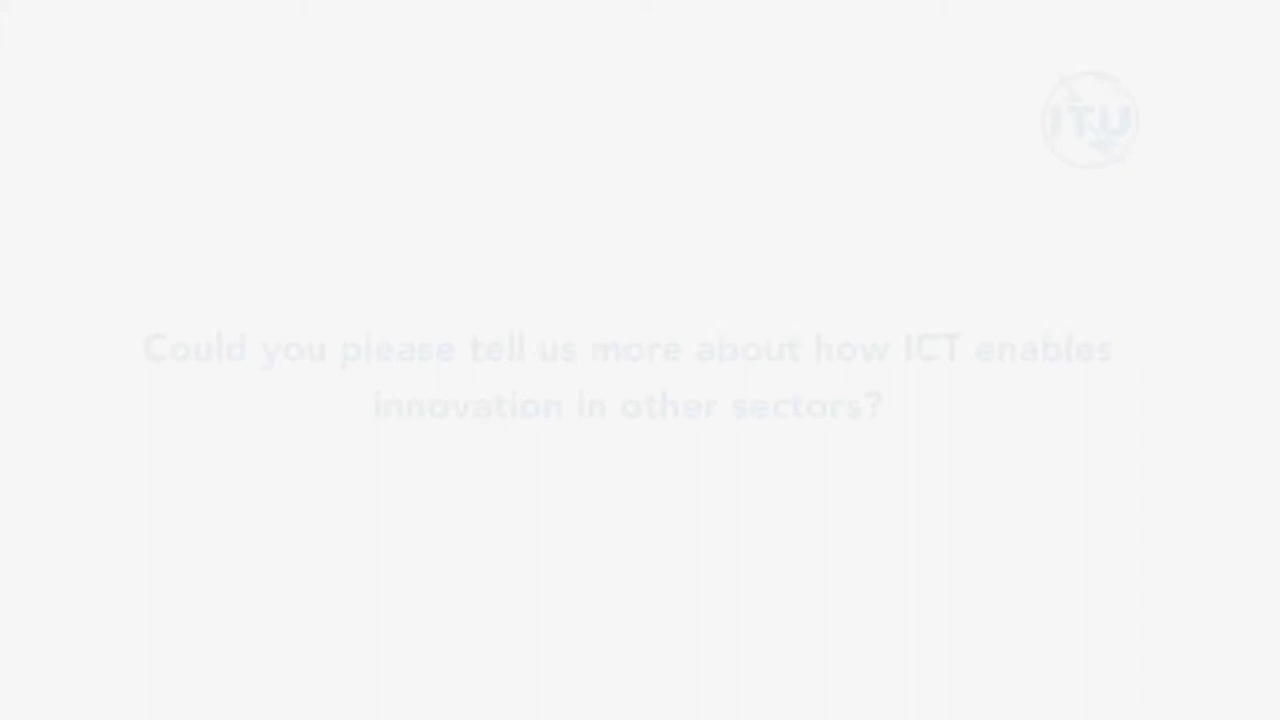 ITU
Could you please tell us more about how ICT enables
innovation in other sectors?